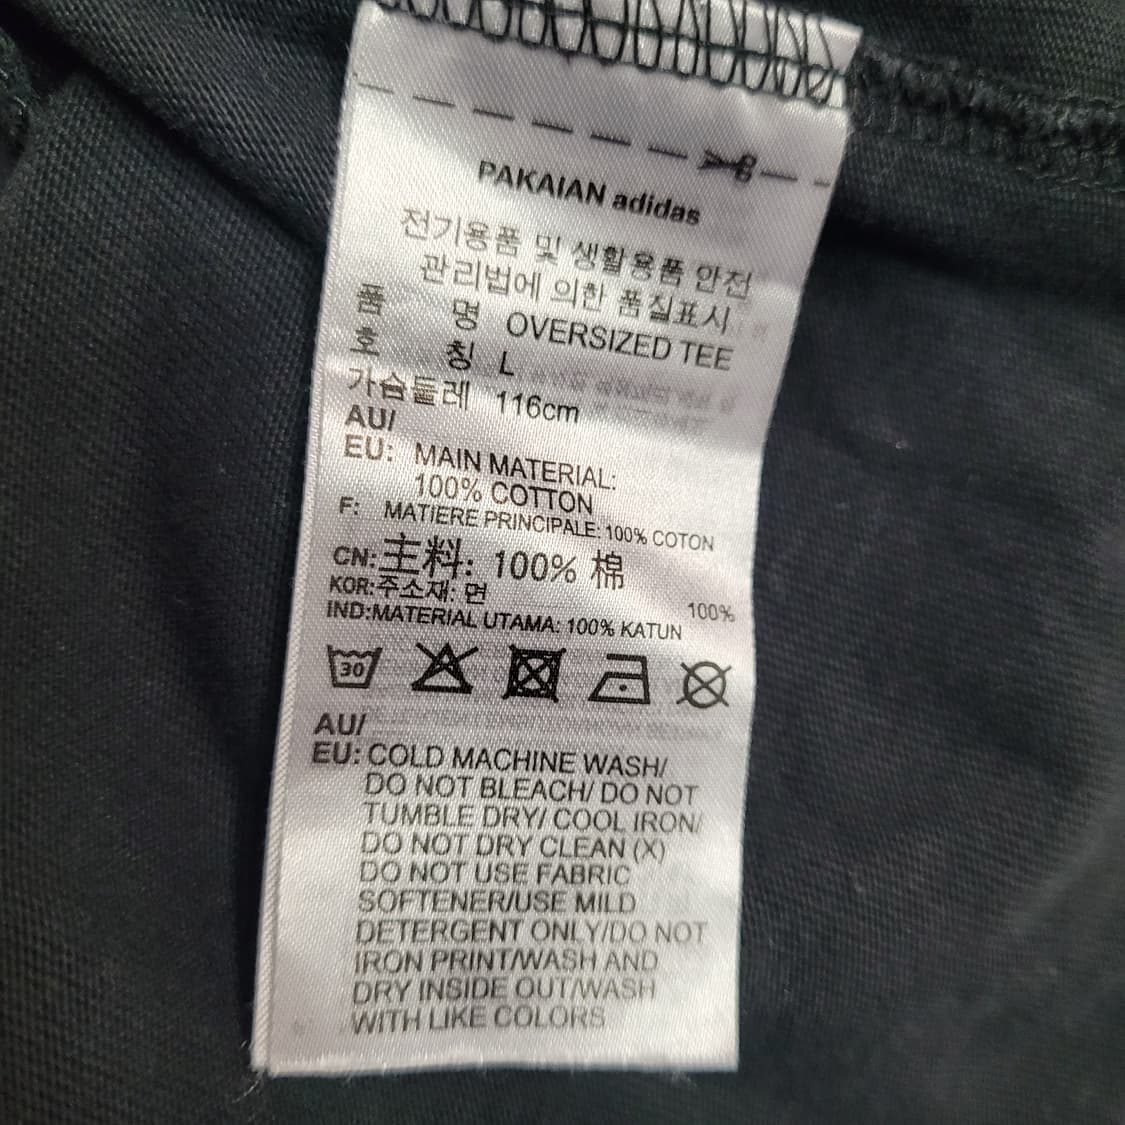 PAKAIAN adidas
전기용품 및 생활용품 안전
관리법에 의한 품질표시
품 명 OVERSIZED TEE
호 칭 L
가슴둘레 116cm
AU/
EU: MAIN MATERIAL:
100% COTTON
F: MATIERE PRINCIPALE: 100% COTON
CN:主料: 100% 棉
KOR:주소재: 면 100%
IND:MATERIAL UTAMA: 100% KATUN
30
AU/
EU: COLD MACHINE WASH/
DO NOT BLEACH/ DO NOT
TUMBLE DRY/ COOL IRON/
DO NOT DRY CLEAN (X)
DO NOT USE FABRIC
SOFTENER/USE MILD
DETERGENT ONLY/DO NOT
IRON PRINT/WASH AND
DRY INSIDE OUT/WASH
WITH LIKE COLORS